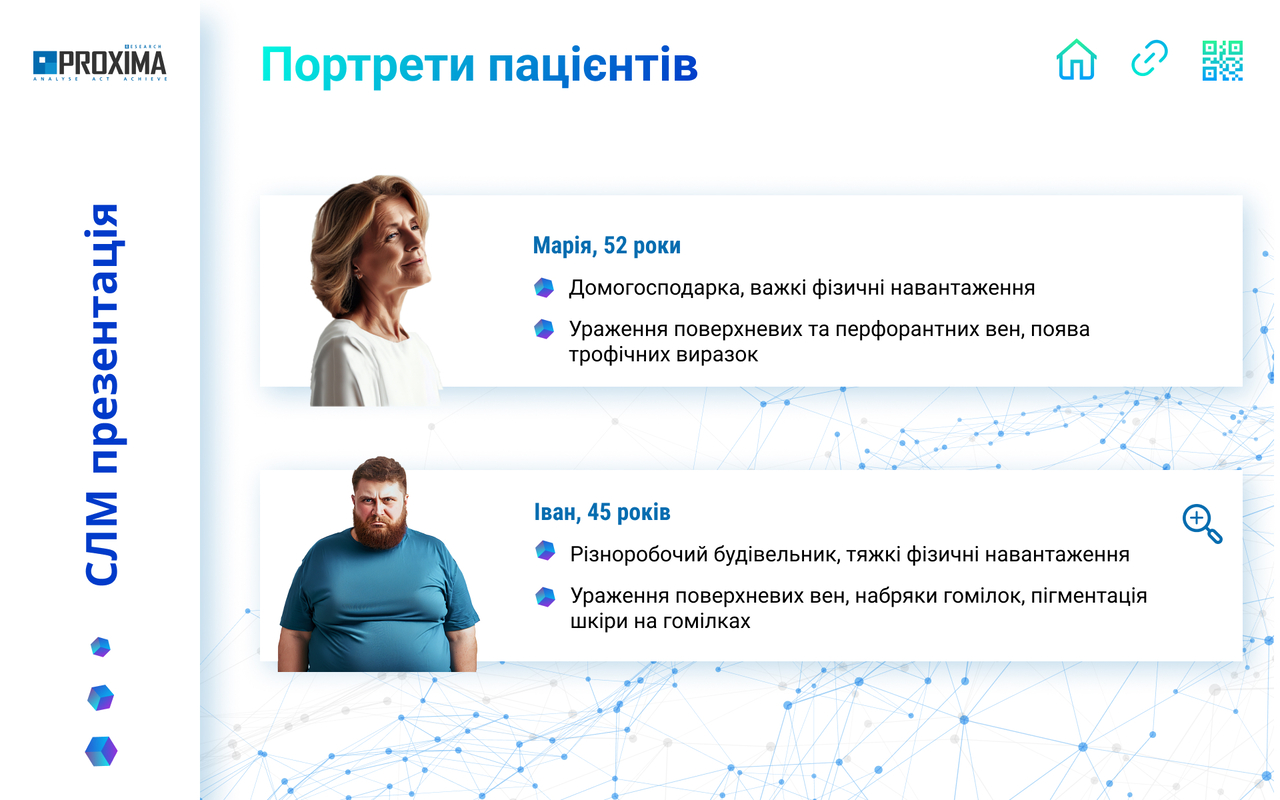 RESEARCH
PROXIMA
ANALYSE ACT ACHIEVE
СЛМ презентація
Портрети пацієнтів
Марія, 52 роки
Домогосподарка, важкі фізичні навантаження
Ураження поверхневих та перфорантних вен, поява
трофічних виразок
Іван, 45 років
Різноробочий будівельник, тяжкі фізичні навантаження
Ураження поверхневих вен, набряки гомілок, пігментація
шкіри на гомілках